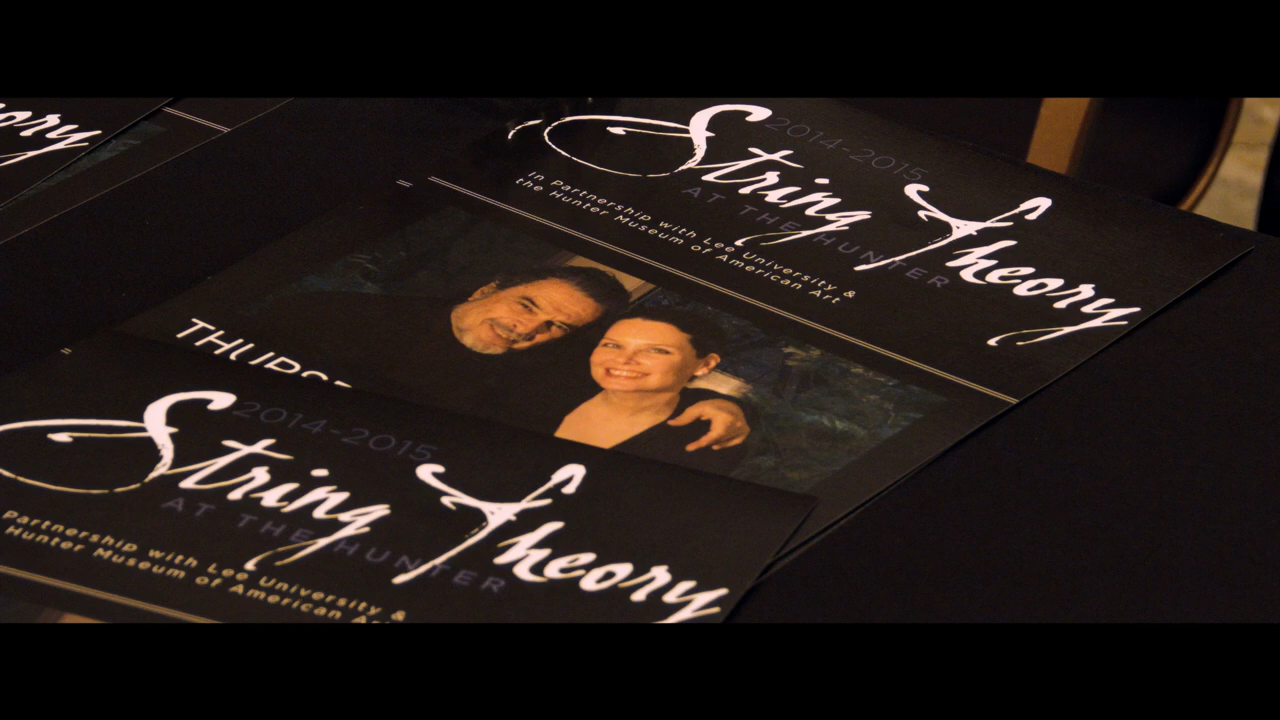 ory
2014-2015
String Theory
AT THE HUNTER
In Partnership with Lee University &
the Hunter Museum of American Art
2014-2015
String Theory
AT THE HUNTER
Partnership with Lee University &
Hunter Museum of American